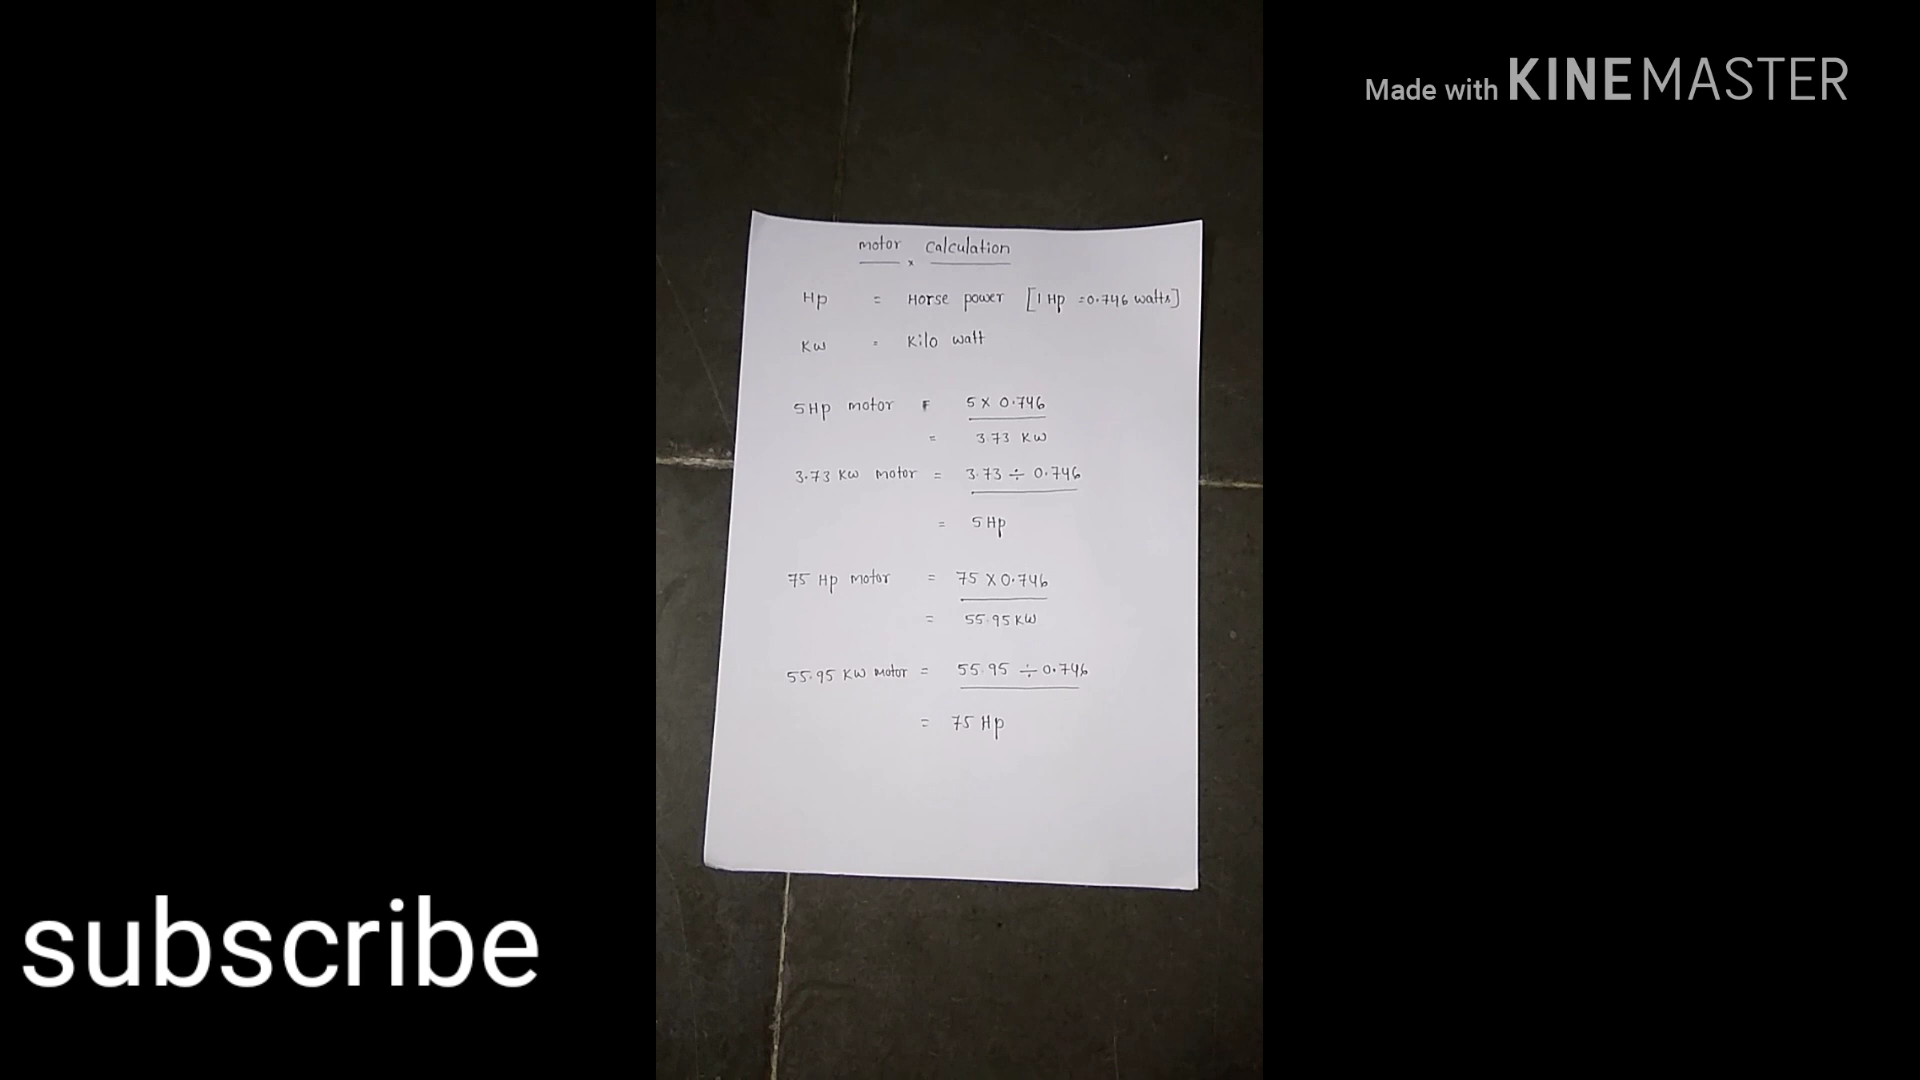 Made with KINEMASTER
motor calculation
x
Hp = Horse power [1 Hp = 0.746 watts]
Kw = Kilo watt
5 Hp motor = 5 x 0.746
= 3.73 KW
3.73 KW motor = 3.73 ÷ 0.746
= 5 Hp
75 Hp motor = 75 X 0.746
= 55.95 KW
55.95 KW motor = 55.95 ÷ 0.746
= 75 Hp
subscribe